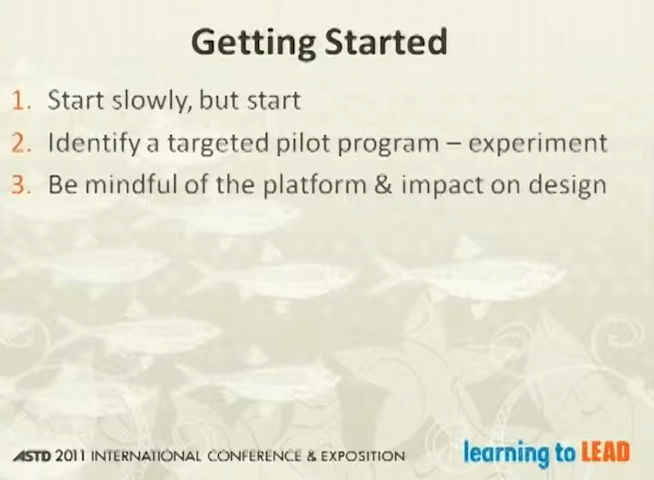 Getting Started
1. Start slowly, but start
2. Identify a targeted pilot program – experiment
3. Be mindful of the platform & impact on design
ASTD 2011 INTERNATIONAL CONFERENCE & EXPOSITION
learning to LEAD